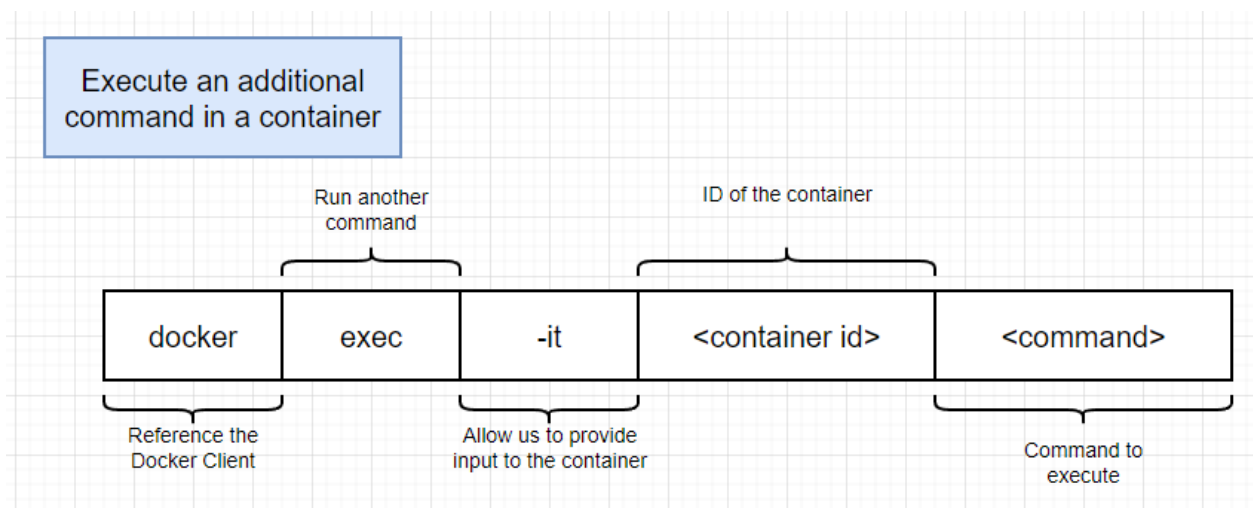 Execute an additional
command in a container
Run another
command
ID of the container
docker
exec
-it
<container id>
<command>
Reference the
Docker Client
Allow us to provide
input to the container
Command to
execute